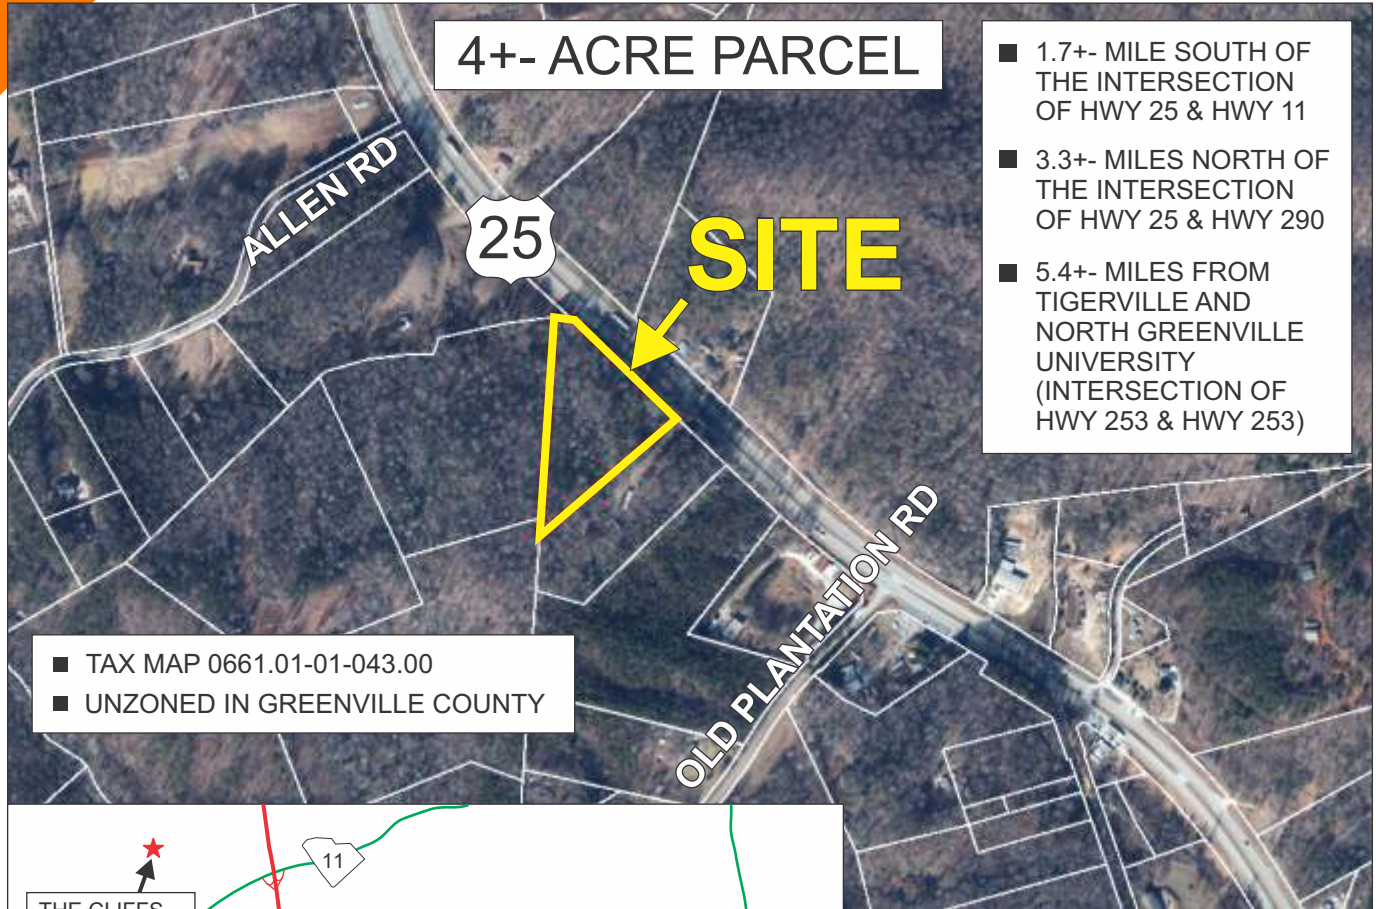 4+- ACRE PARCEL
■ 1.7+- MILE SOUTH OF
THE INTERSECTION
OF HWY 25 & HWY 11
■ 3.3+- MILES NORTH OF
THE INTERSECTION
OF HWY 25 & HWY 290
■ 5.4+- MILES FROM
TIGERVILLE AND
NORTH GREENVILLE
UNIVERSITY
(INTERSECTION OF
HWY 253 & HWY 253)
ALLEN RD
25
SITE
OLD PLANTATION RD
■ TAX MAP 0661.01-01-043.00
■ UNZONED IN GREENVILLE COUNTY
11
THE CLIFFS